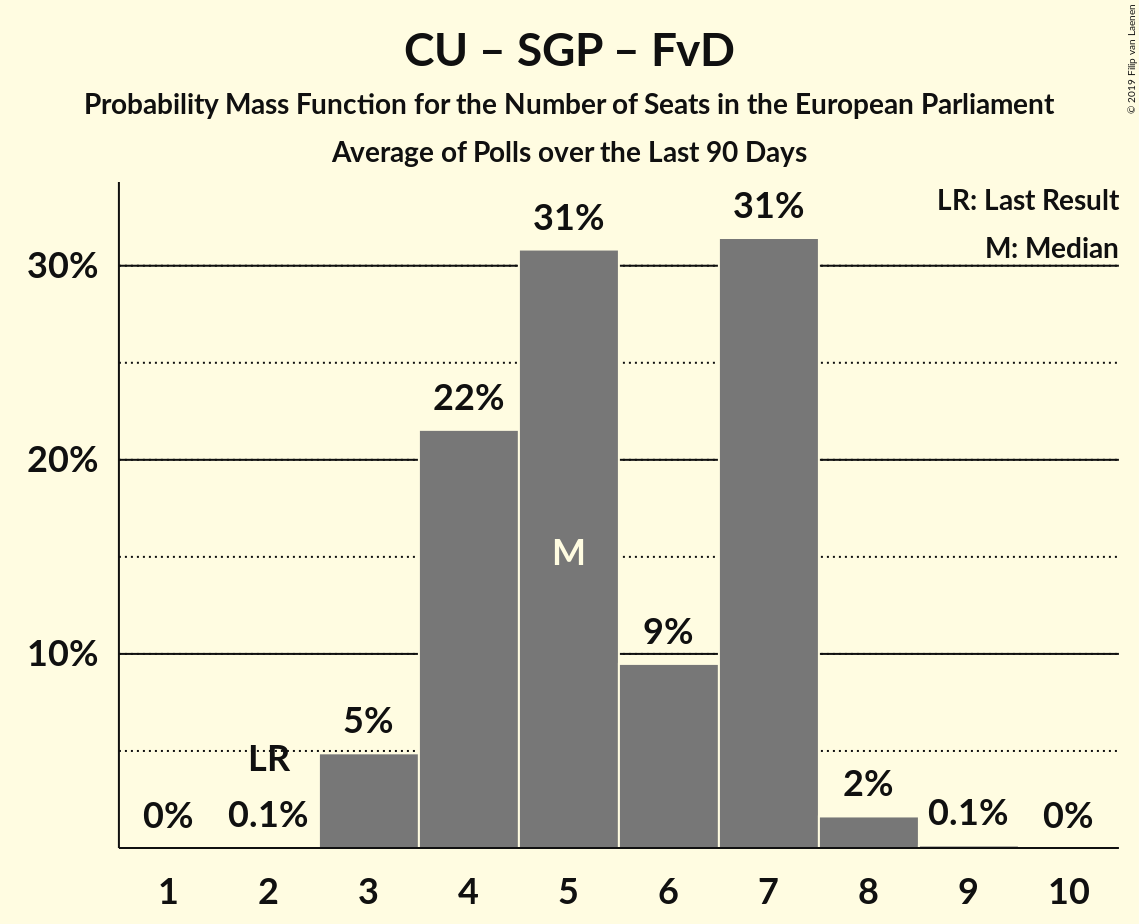 CU – SGP – FvD
Probability Mass Function for the Number of Seats in the European Parliament
Average of Polls over the Last 90 Days
© 2019 Filip van Laenen
LR: Last Result
M: Median
30%
20%
10%
0%
LR
0.1%
5%
22%
31%
M
9%
31%
2%
0.1%
0%
1 2 3 4 5 6 7 8 9 10